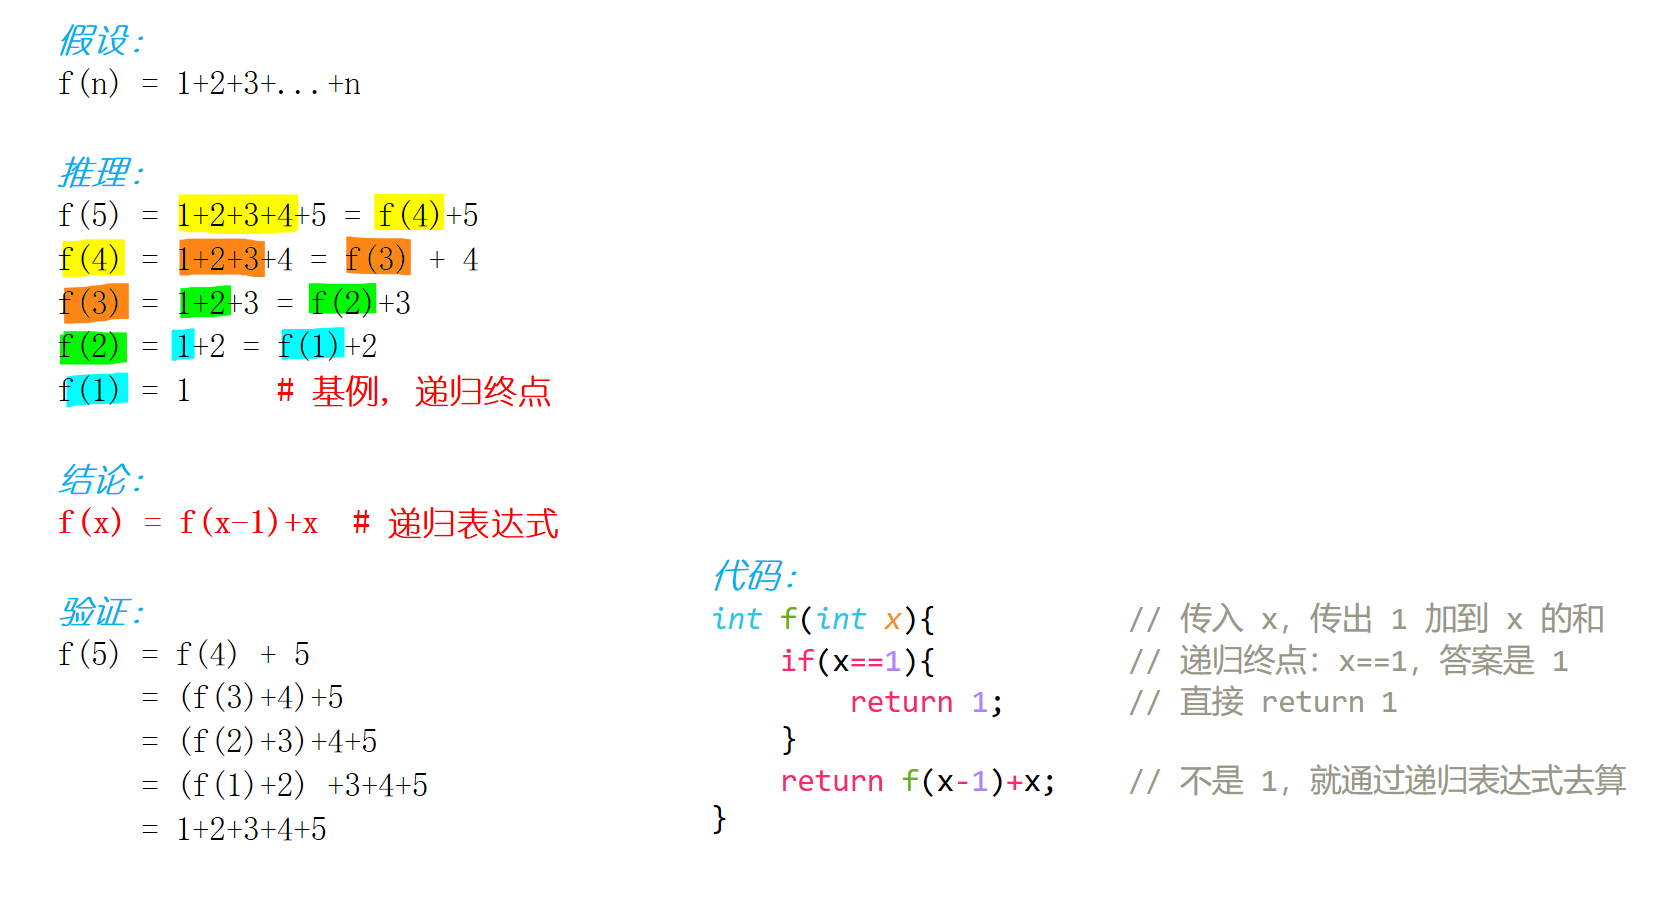 假设：
f(n) = 1+2+3+...+n
推理：
f(5) = 1+2+3+4+5 = f(4)+5
f(4) = 1+2+3+4 = f(3) + 4
f(3) = 1+2+3 = f(2)+3
f(2) = 1+2 = f(1)+2
f(1) = 1 # 基例，递归终点
结论：
f(x) = f(x-1)+x # 递归表达式
验证：
f(5) = f(4) + 5
= (f(3)+4)+5
= (f(2)+3)+4+5
= (f(1)+2) +3+4+5
= 1+2+3+4+5
代码：
int f(int x){ // 传入 x，传出 1 加到 x 的和
if(x==1){ // 递归终点：x==1，答案是 1
return 1; // 直接 return 1
}
return f(x-1)+x; // 不是 1，就通过递归表达式去算
}